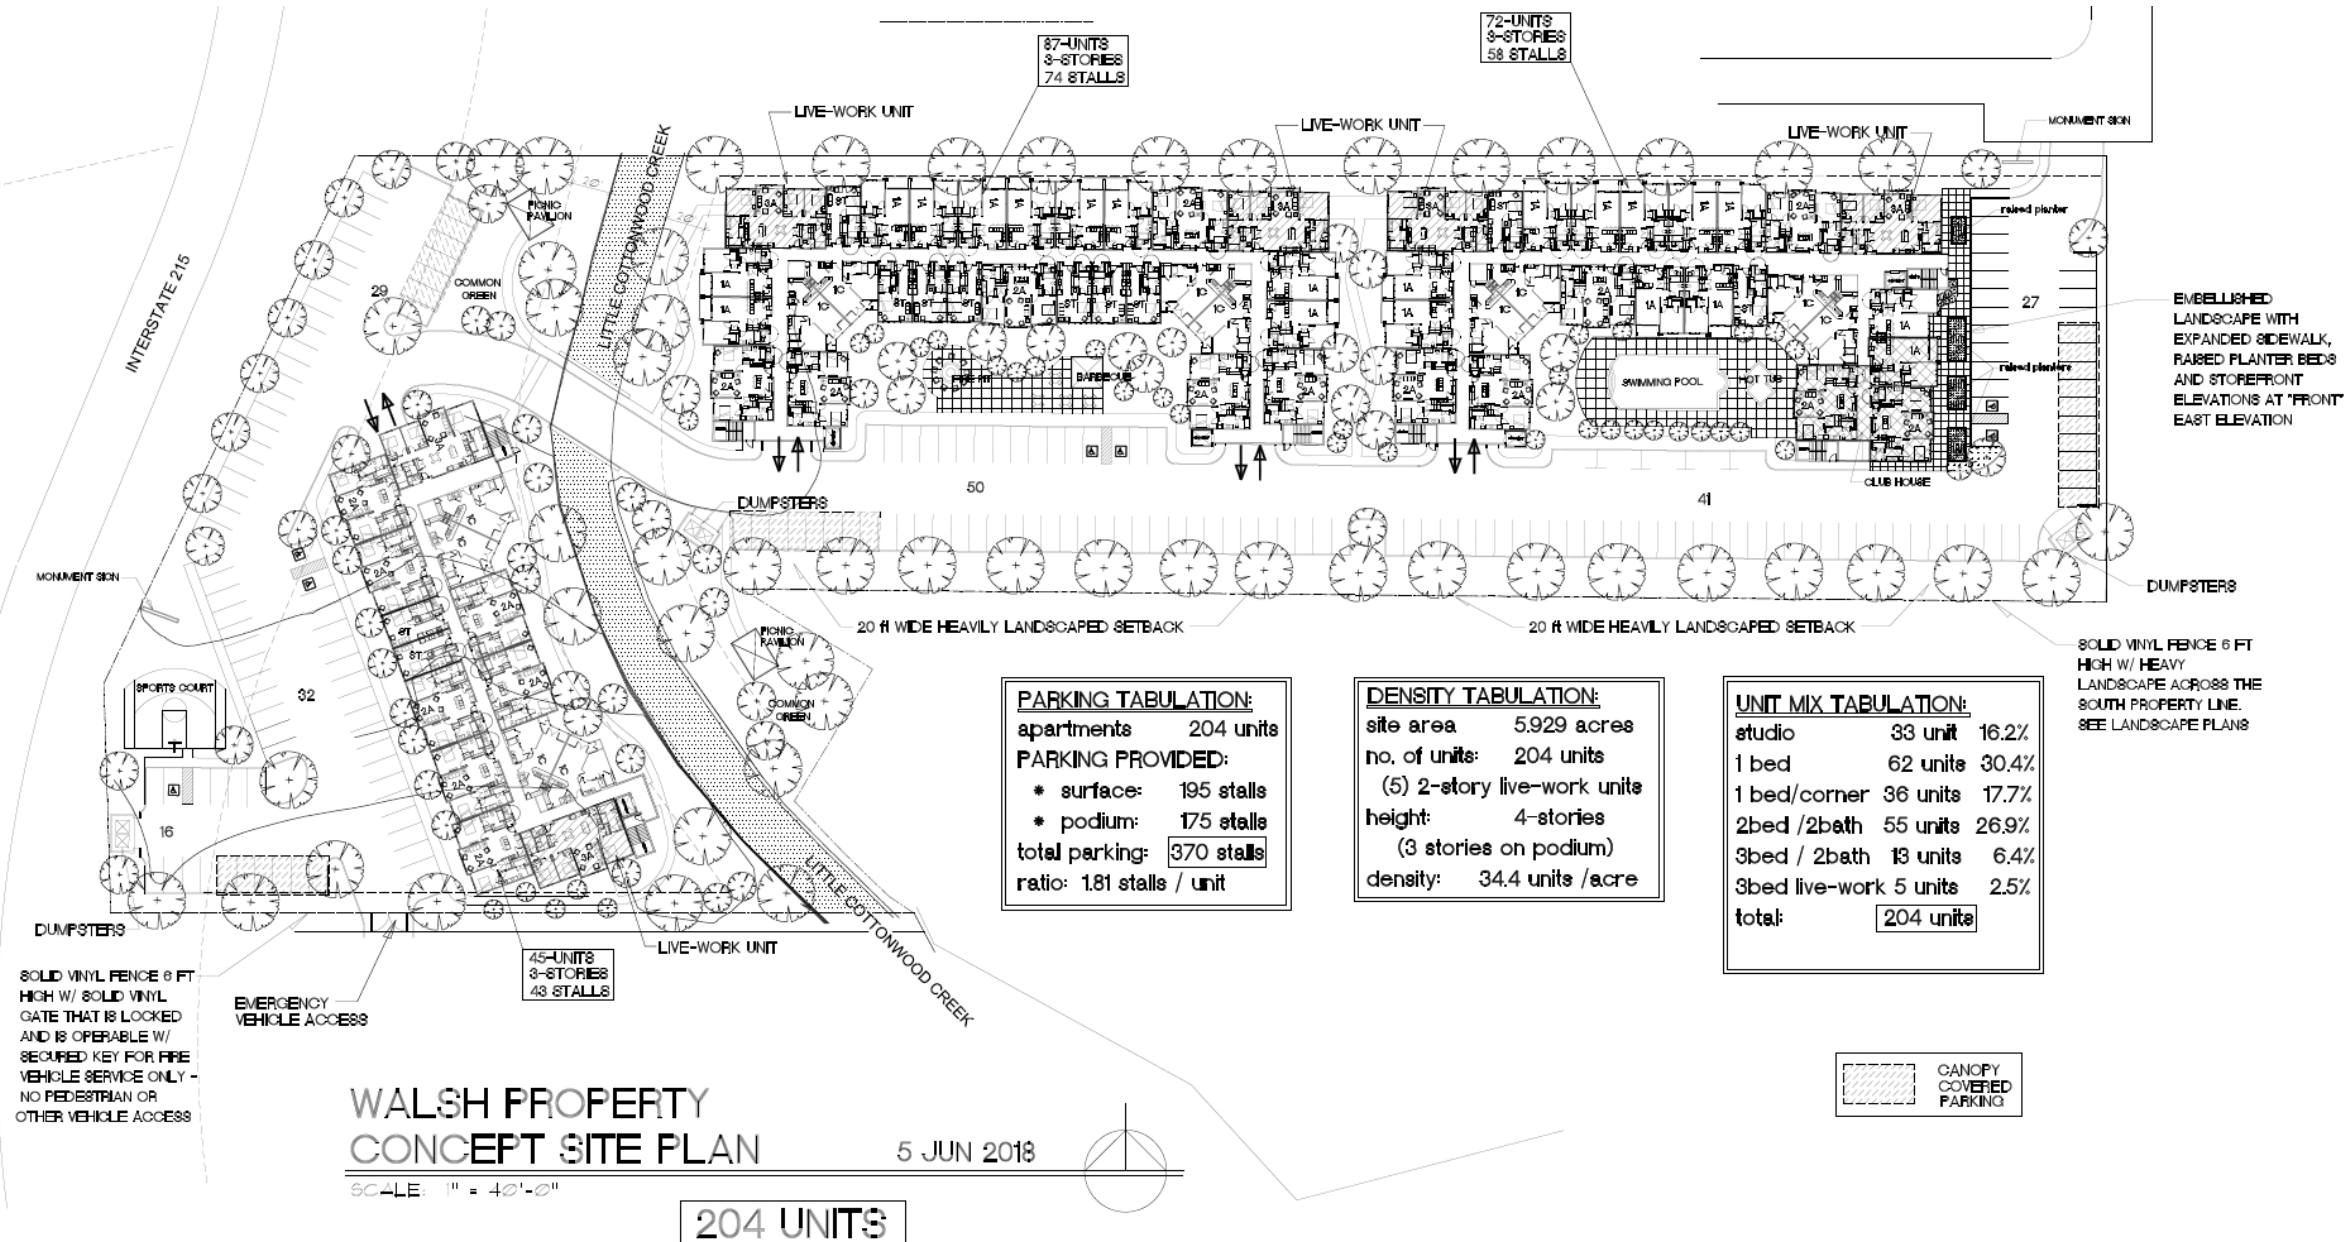 87-UNITS
3-STORIES
74 STALLS
72-UNITS
3-STORIES
58 STALLS
LIVE-WORK UNIT
LIVE-WORK UNIT
LIVE-WORK UNIT
MONUMENT SIGN
LITTLE COTTONWOOD CREEK
INTERSTATE 215
PICNIC
PAVILION
COMMON
GREEN
29
raised planter
27
raised planters
EMBELLISHED
LANDSCAPE WITH
EXPANDED SIDEWALK,
RAISED PLANTER BEDS
AND STOREFRONT
ELEVATIONS AT "FRONT"
EAST ELEVATION
FIRE PIT
BARBECUE
SWIMMING POOL
HOT TUB
CLUB HOUSE
DUMPSTERS
50
41
MONUMENT SIGN
20 ft WIDE HEAVILY LANDSCAPED SETBACK
20 ft WIDE HEAVILY LANDSCAPED SETBACK
DUMPSTERS
SOLID VINYL FENCE 6 FT
HIGH W/ HEAVY
LANDSCAPE ACROSS THE
SOUTH PROPERTY LINE.
SEE LANDSCAPE PLANS
PICNIC
PAVILION
COMMON
GREEN
SPORTS COURT
32
16
PARKING TABULATION:
apartments 204 units
PARKING PROVIDED:
* surface: 195 stalls
* podium: 175 stalls
total parking: 370 stalls
ratio: 1.81 stalls / unit
DENSITY TABULATION:
site area 5.929 acres
no. of units: 204 units
(5) 2-story live-work units
height: 4-stories
(3 stories on podium)
density: 34.4 units /acre
UNIT MIX TABULATION:
studio 33 unit 16.2%
1 bed 62 units 30.4%
1 bed/corner 36 units 17.7%
2bed /2bath 55 units 26.9%
3bed / 2bath 13 units 6.4%
3bed live-work 5 units 2.5%
total: 204 units
LITTLE COTTONWOOD CREEK
DUMPSTERS
LIVE-WORK UNIT
45-UNITS
3-STORIES
43 STALLS
SOLID VINYL FENCE 6 FT
HIGH W/ SOLID VINYL
GATE THAT IS LOCKED
AND IS OPERABLE W/
SECURED KEY FOR FIRE
VEHICLE SERVICE ONLY -
NO PEDESTRIAN OR
OTHER VEHICLE ACCESS
EMERGENCY
VEHICLE ACCESS
CANOPY
COVERED
PARKING
WALSH PROPERTY
CONCEPT SITE PLAN
5 JUN 2018
SCALE: 1" = 40'-0"
204 UNITS